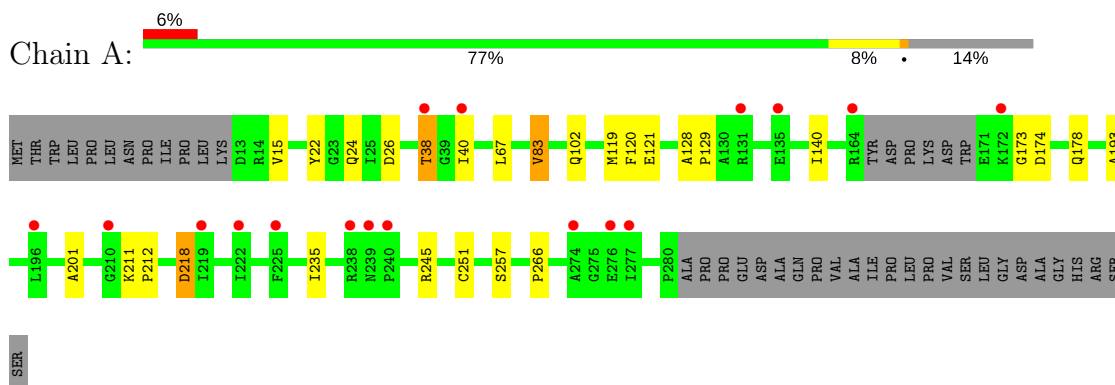 6%
Chain A:
77% 8% • 14%
MET THR TRP LEU PRO LEU ASN PRO ILE PRO LEU LYS D13 R14 V15 Y22 G23 Q24 I25 D26 T38 G39 I40 L67 V83 Q102 M119 F120 E121 A128 P129 A130 R131 E135 I140 R164 TYR ASP PRO LYS ASP TRP E171 K172 G173 D174 Q178
L196 A201 G210 K211 P212 D218 I219 I222 F225 I235 R238 N239 P240 R245 C251 S257 P266 A274 G275 E276 I277 P280 ALA PRO PRO GLU ASP ALA GLN PRO VAL ALA ILE PRO PRO LEU PRO VAL SER LEU GLY ASP ALA GLY HIS ARG SER
SER